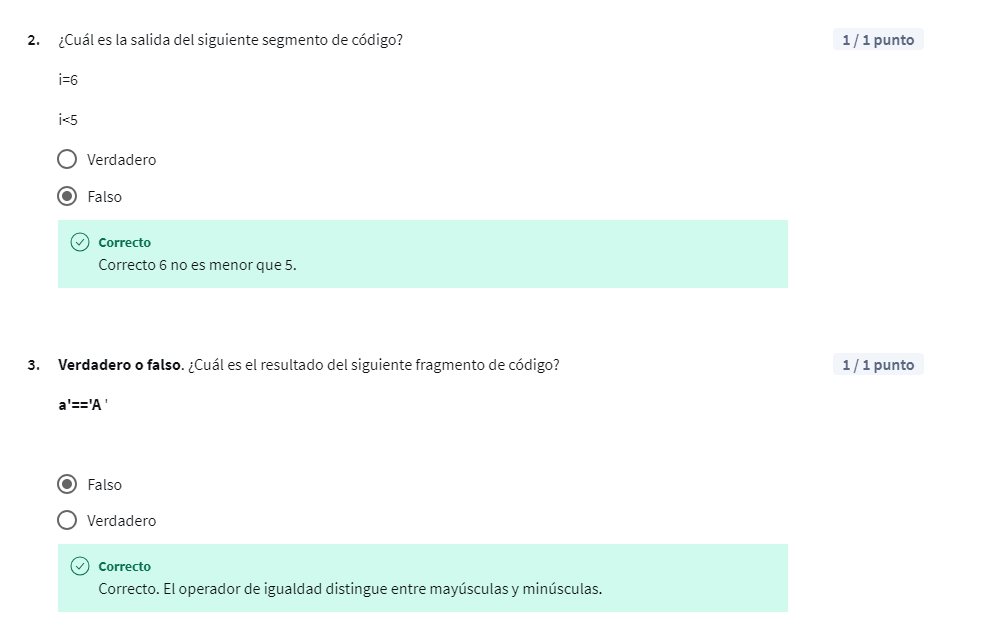 2. ¿Cuál es la salida del siguiente segmento de código? 1 / 1 punto
i=6
i<5
Verdadero
Falso
Correcto
Correcto 6 no es menor que 5.
3. Verdadero o falso. ¿Cuál es el resultado del siguiente fragmento de código? 1 / 1 punto
a'=='A '
Falso
Verdadero
Correcto
Correcto. El operador de igualdad distingue entre mayúsculas y minúsculas.